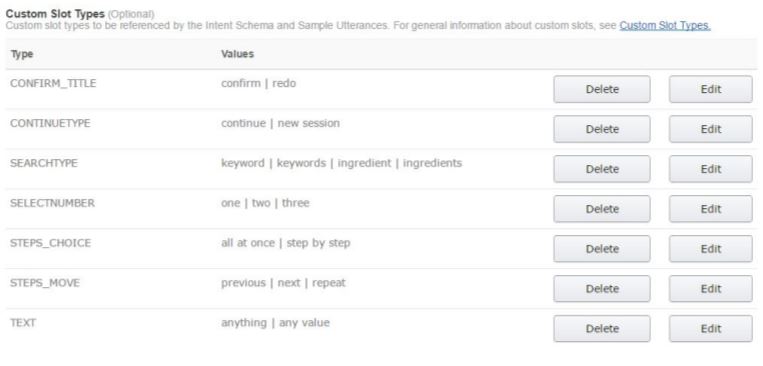 Custom Slot Types (Optional)
Custom slot types to be referenced by the Intent Schema and Sample Utterances. For general information about custom slots, see Custom Slot Types.
Type Values
CONFIRM_TITLE confirm | redo Delete Edit
CONTINUETYPE continue | new session Delete Edit
SEARCHTYPE keyword | keywords | ingredient | ingredients Delete Edit
SELECTNUMBER one | two | three Delete Edit
STEPS_CHOICE all at once | step by step Delete Edit
STEPS_MOVE previous | next | repeat Delete Edit
TEXT anything | any value Delete Edit